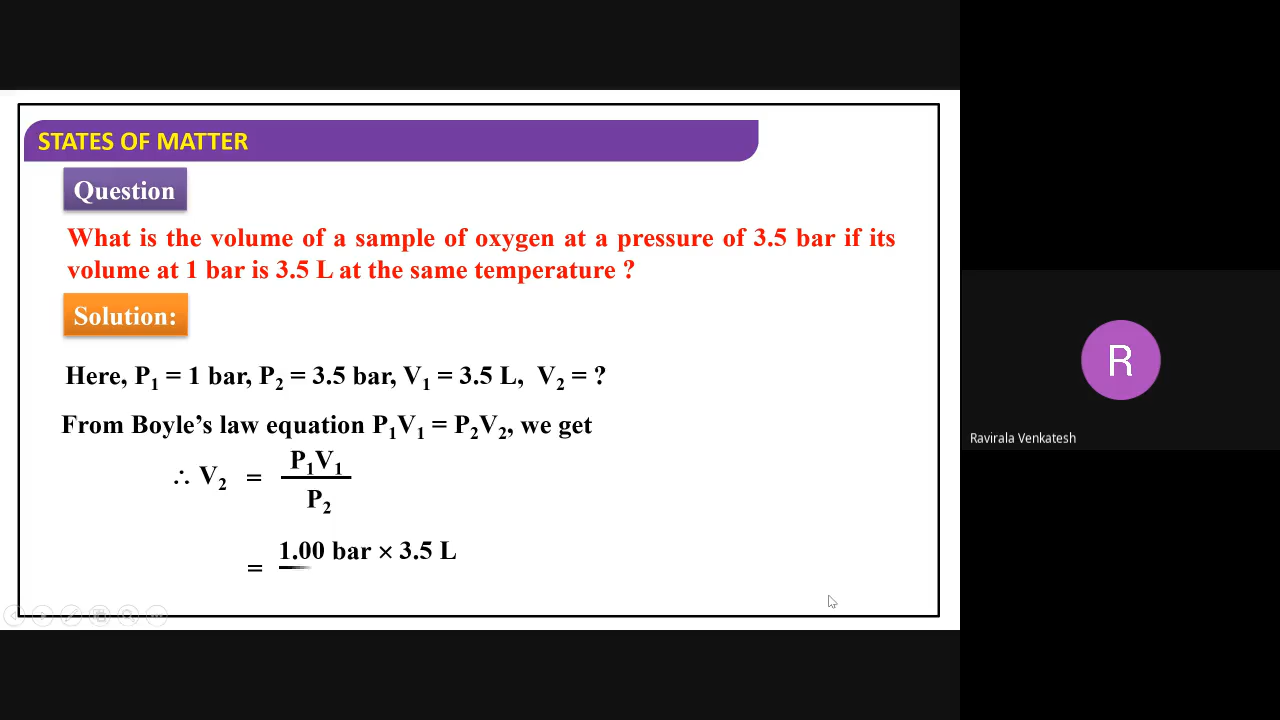 STATES OF MATTER
Question
What is the volume of a sample of oxygen at a pressure of 3.5 bar if its
volume at 1 bar is 3.5 L at the same temperature ?
Solution:
Here, P₁ = 1 bar, P₂ = 3.5 bar, V₁ = 3.5 L, V₂ = ?
From Boyle’s law equation P₁V₁ = P₂V₂, we get
∴ V₂ = P₁V₁
P₂
= 1.00 bar × 3.5 L
R
Ravirala Venkatesh